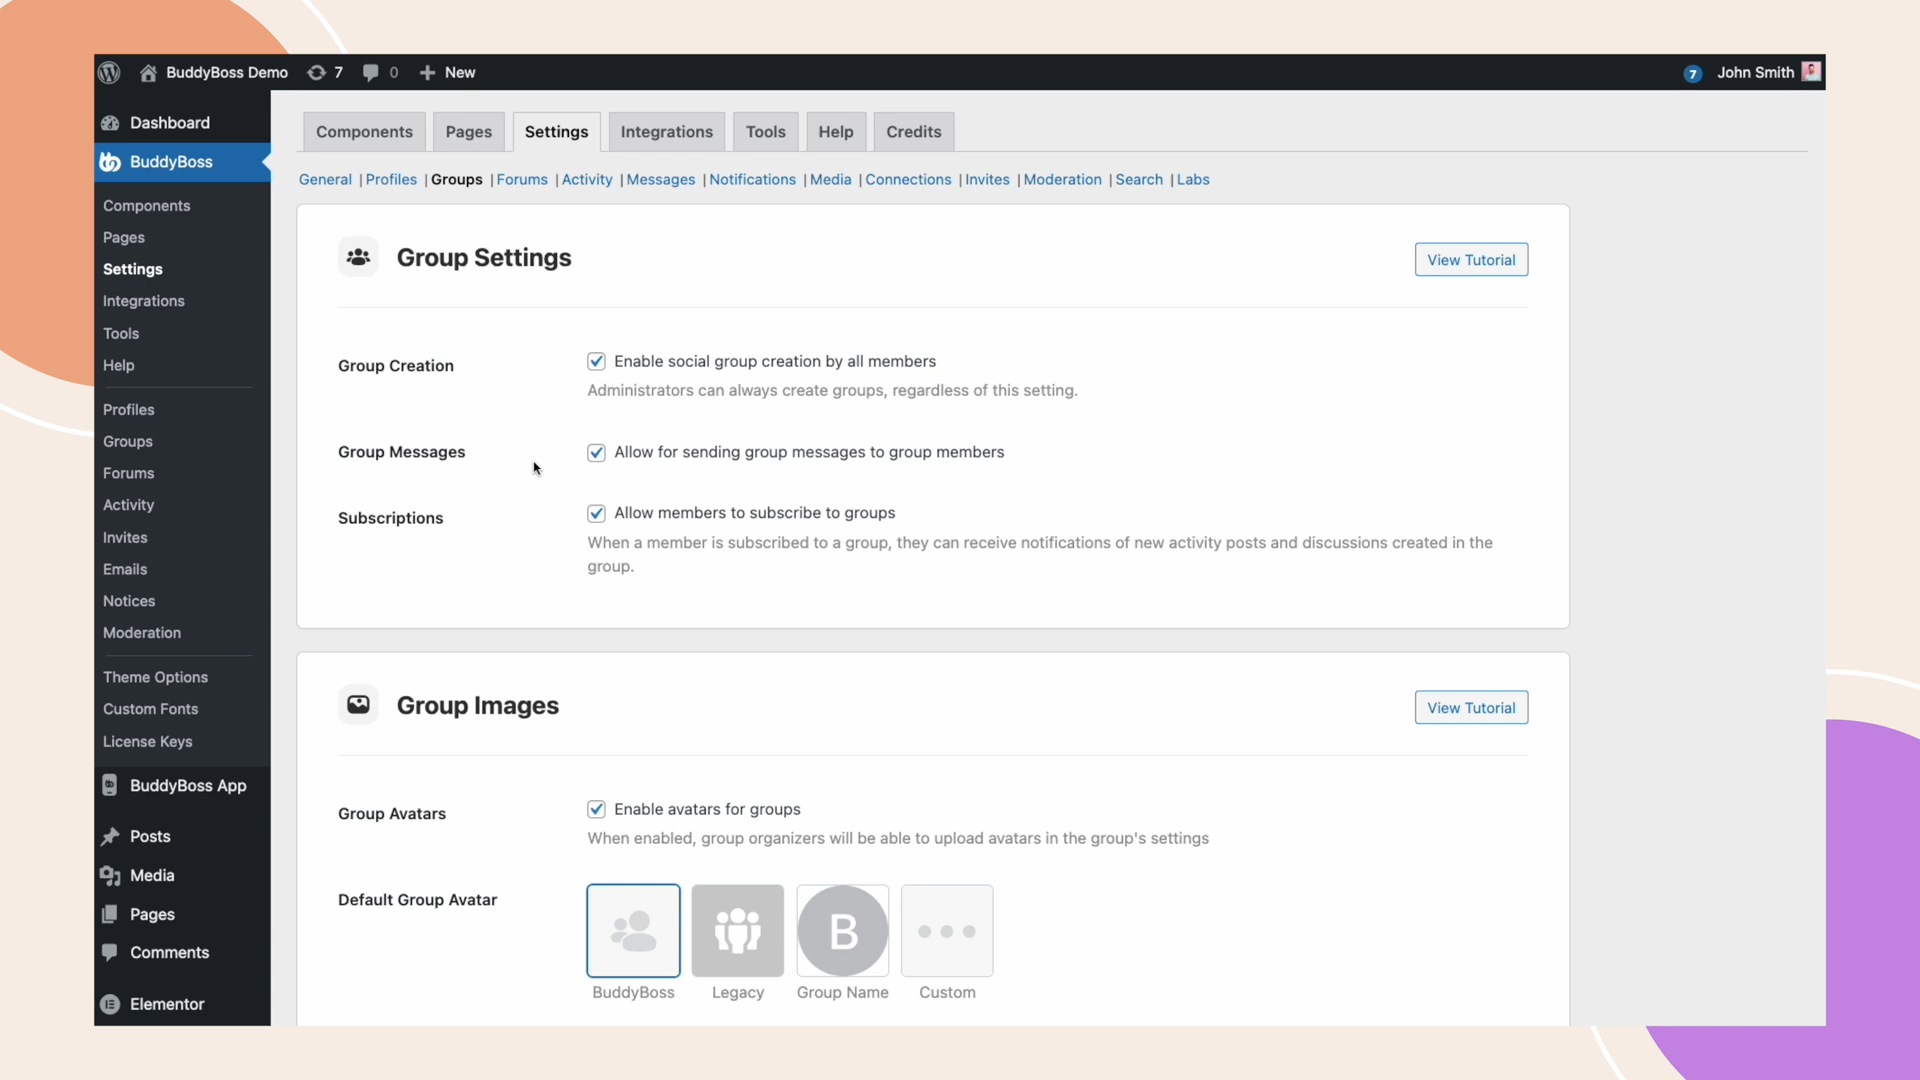 BuddyBoss Demo 7 0 New 7 John Smith
Dashboard
BuddyBoss
Components
Pages
Settings
Integrations
Tools
Help
Profiles
Groups
Forums
Activity
Invites
Emails
Notices
Moderation
Theme Options
Custom Fonts
License Keys
BuddyBoss App
Posts
Media
Pages
Comments
Elementor
Components Pages Settings Integrations Tools Help Credits
General | Profiles | Groups | Forums | Activity | Messages | Notifications | Media | Connections | Invites | Moderation | Search | Labs
Group Settings View Tutorial
Group Creation Enable social group creation by all members
Administrators can always create groups, regardless of this setting.
Group Messages Allow for sending group messages to group members
Subscriptions Allow members to subscribe to groups
When a member is subscribed to a group, they can receive notifications of new activity posts and discussions created in the
group.
Group Images View Tutorial
Group Avatars Enable avatars for groups
When enabled, group organizers will be able to upload avatars in the group's settings
Default Group Avatar
B
BuddyBoss Legacy Group Name Custom